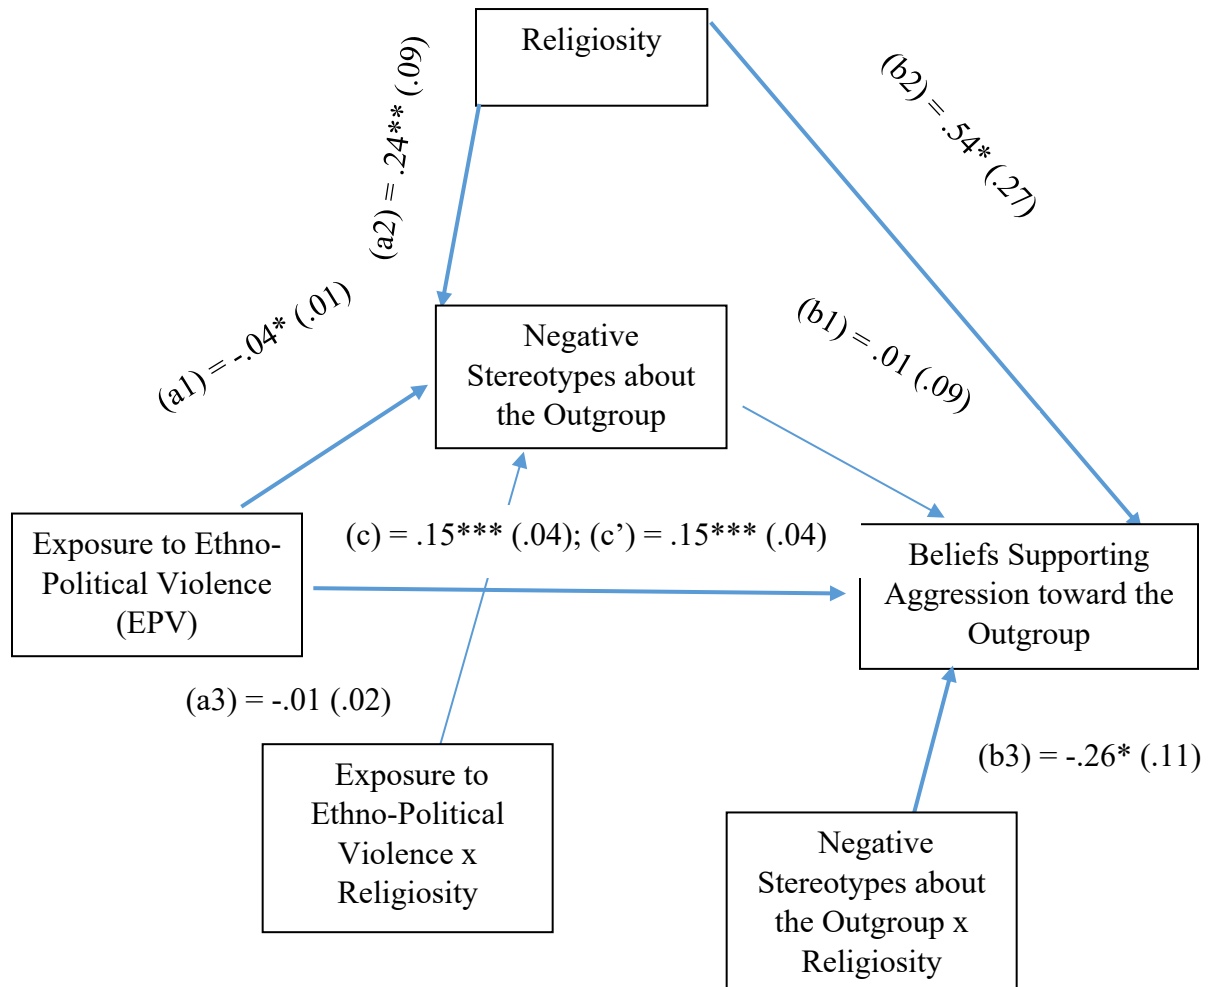 Religiosity
(a2) = .24** (.09)
(b2) = .54* (.27)
(a1) = -.04* (.01)
Negative
Stereotypes about
the Outgroup
(b1) = .01 (.09)
(c) = .15*** (.04); (c’) = .15*** (.04)
Exposure to Ethno-
Political Violence
(EPV)
Beliefs Supporting
Aggression toward the
Outgroup
(a3) = -.01 (.02)
(b3) = -.26* (.11)
Exposure to
Ethno-Political
Violence x
Religiosity
Negative
Stereotypes about
the Outgroup x
Religiosity